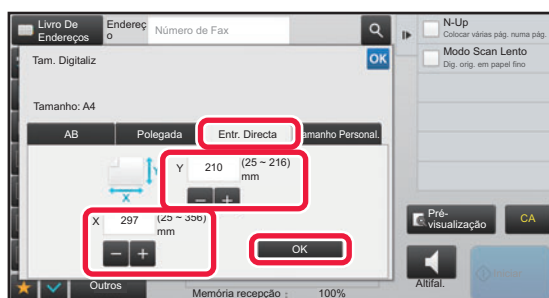 Livro De
Endereços
Endereç
o
Número de Fax
N-Up
Colocar várias pág. numa pág.
Modo Scan Lento
Dig. orig. em papel fino
Tam. Digitaliz
OK
Tamanho: A4
AB
Polegada
Entr. Directa
Tamanho Personal.
Y
Y 210 (25 ~ 216)
mm
X
X 297 (25 ~ 356)
mm
OK
Pré-
visualização
CA
Altifal.
Início
Outros
Memória recepção : 100%